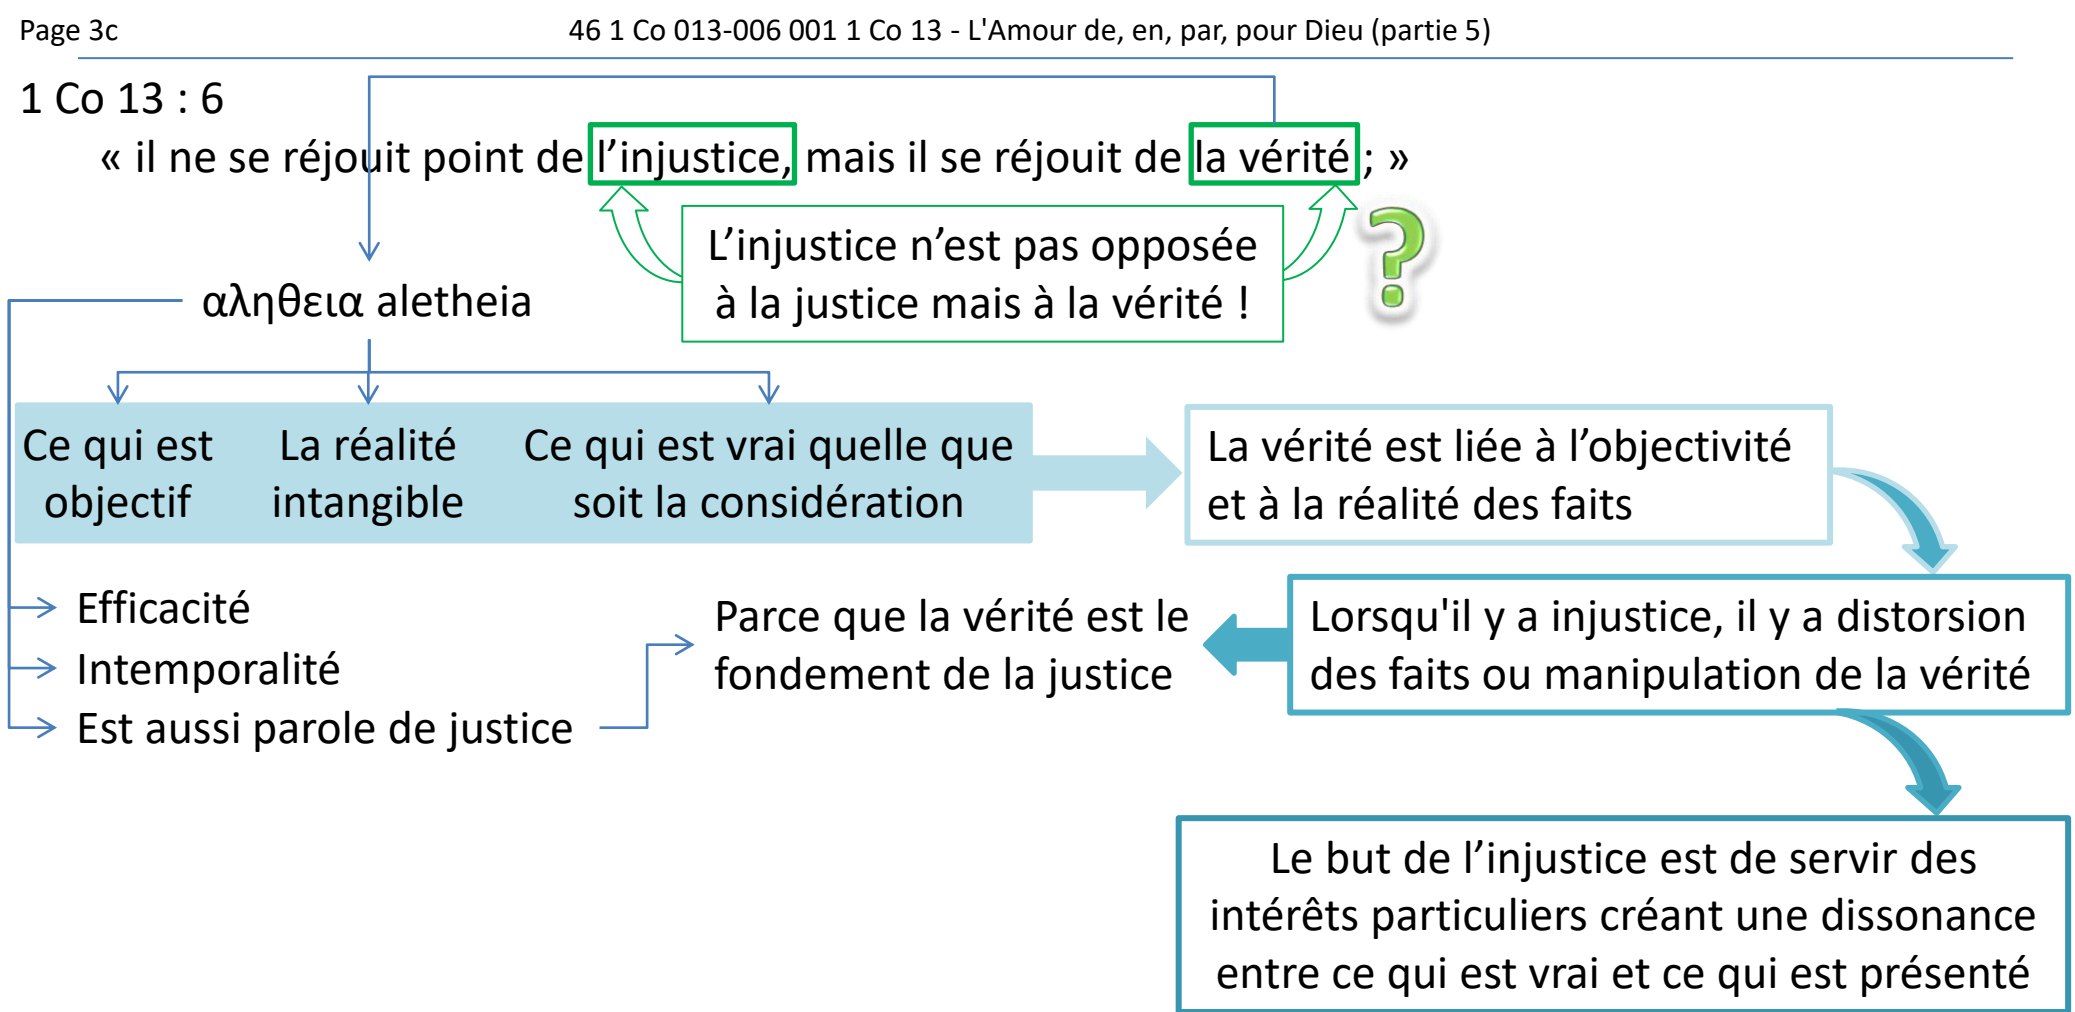 Page 3c
46 1 Co 013-006 001 1 Co 13 - L'Amour de, en, par, pour Dieu (partie 5)
1 Co 13 : 6
« il ne se réjouit point de l’injustice, mais il se réjouit de la vérité ; »
L’injustice n’est pas opposée
à la justice mais à la vérité !
?
αληθεια aletheia
Ce qui est
objectif
La réalité
intangible
Ce qui est vrai quelle que
soit la considération
La vérité est liée à l’objectivité
et à la réalité des faits
Efficacité
Intemporalité
Est aussi parole de justice
Parce que la vérité est le
fondement de la justice
Lorsqu'il y a injustice, il y a distorsion
des faits ou manipulation de la vérité
Le but de l’injustice est de servir des
intérêts particuliers créant une dissonance
entre ce qui est vrai et ce qui est présenté